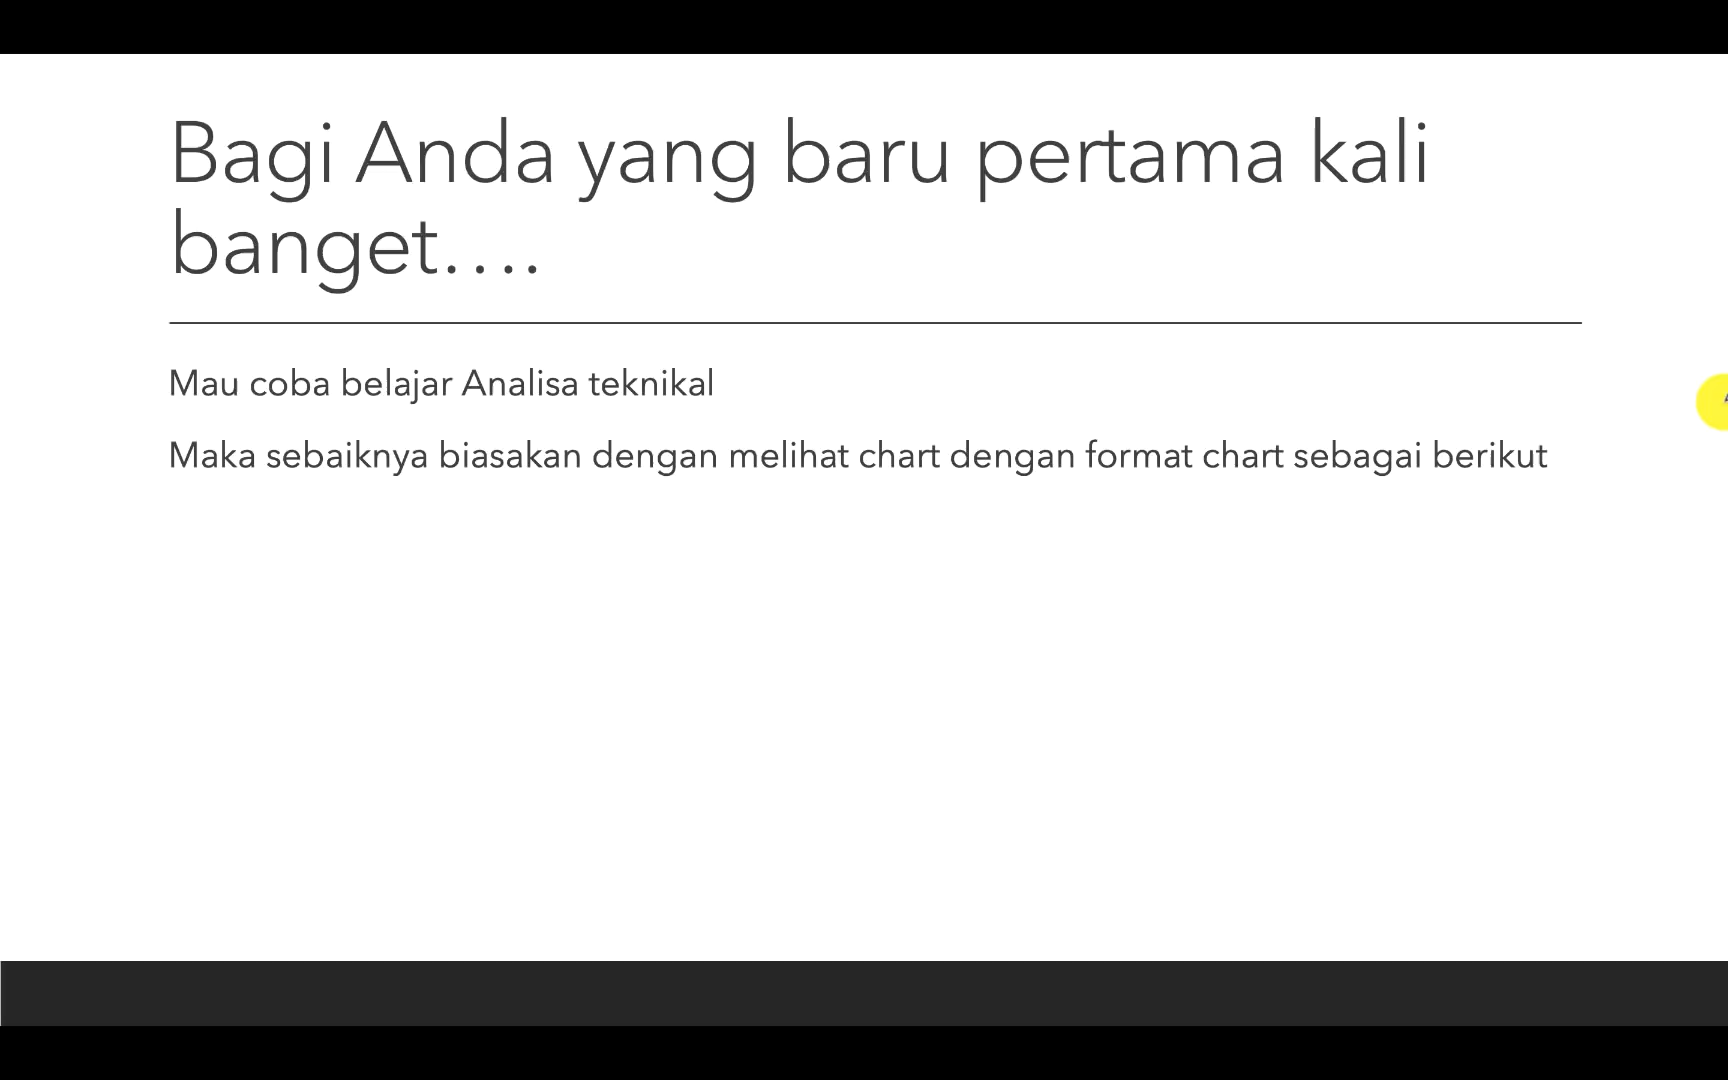 Bagi Anda yang baru pertama kali
banget….
Mau coba belajar Analisa teknikal
Maka sebaiknya biasakan dengan melihat chart dengan format chart sebagai berikut